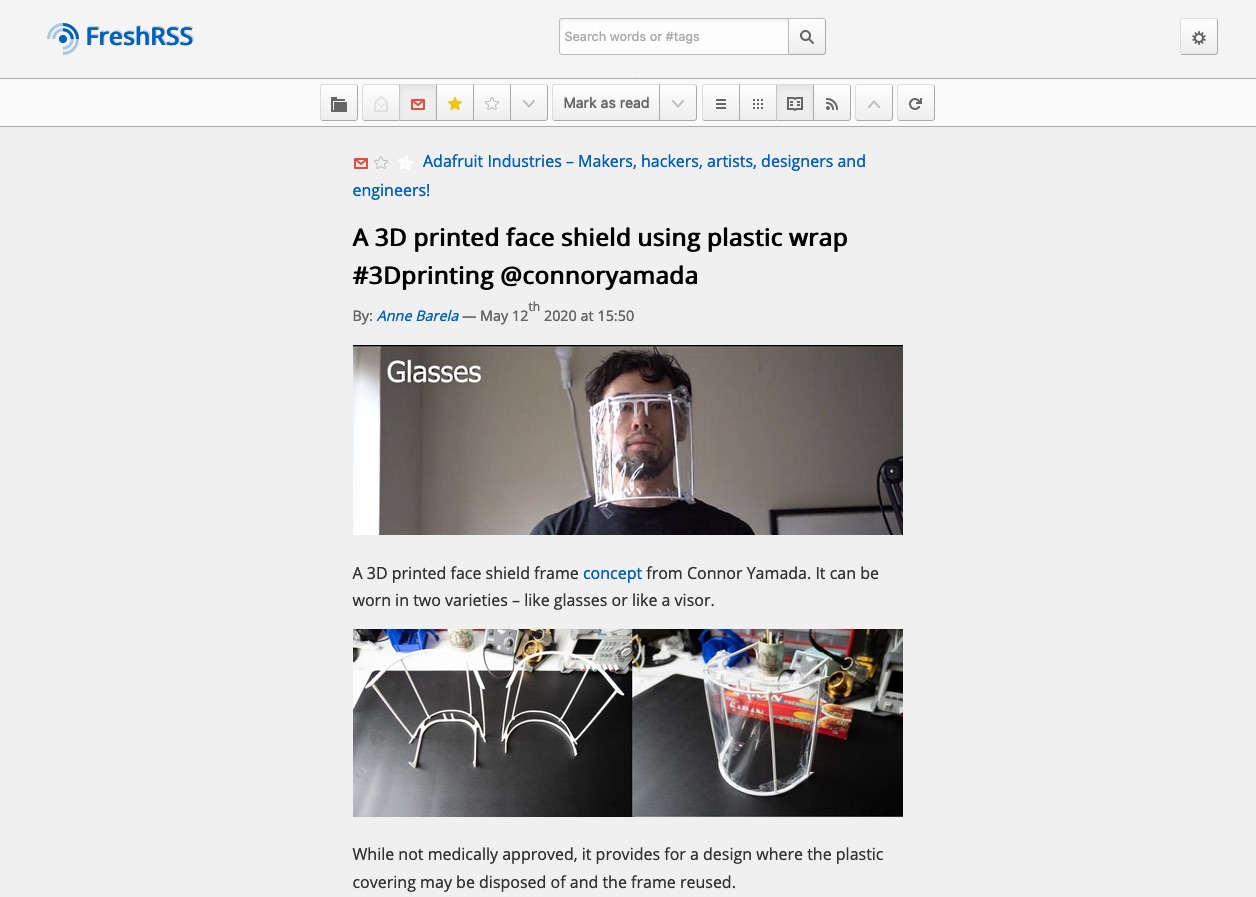 FreshRSS
Search words or #tags
Mark as read
Adafruit Industries – Makers, hackers, artists, designers and
engineers!
A 3D printed face shield using plastic wrap
#3Dprinting @connoryamada
By: Anne Barela — May 12th 2020 at 15:50
Glasses
A 3D printed face shield frame concept from Connor Yamada. It can be
worn in two varieties – like glasses or like a visor.
While not medically approved, it provides for a design where the plastic
covering may be disposed of and the frame reused.